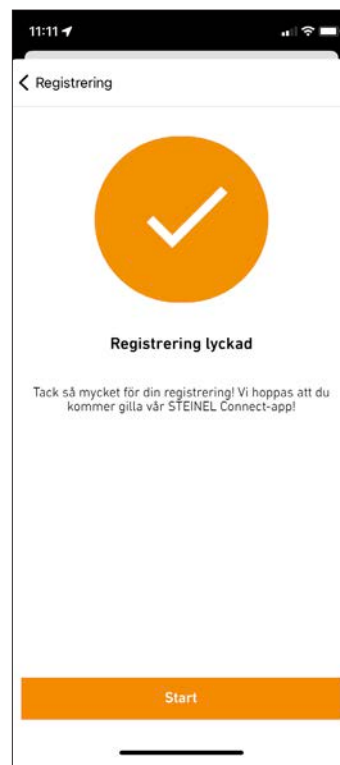 11:11
Registrering
Registrering lyckad
Tack så mycket för din registrering! Vi hoppas att du
kommer gilla vår STEINEL Connect-app!
Start